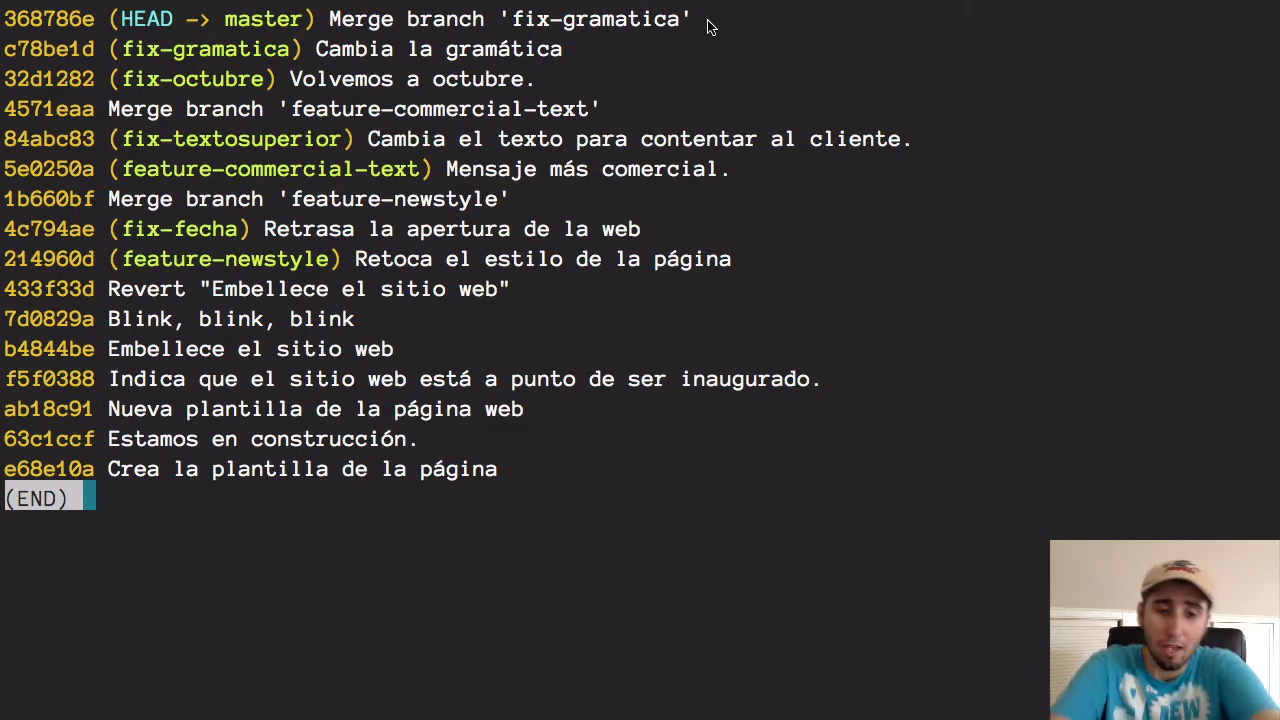 368786e (HEAD -> master) Merge branch 'fix-gramatica'
c78be1d (fix-gramatica) Cambia la gramática
32d1282 (fix-octubre) Volvemos a octubre.
4571eaa Merge branch 'feature-commercial-text'
84abc83 (fix-textosuperior) Cambia el texto para contentar al cliente.
5e0250a (feature-commercial-text) Mensaje más comercial.
1b660bf Merge branch 'feature-newstyle'
4c794ae (fix-fecha) Retrasa la apertura de la web
214960d (feature-newstyle) Retoca el estilo de la página
433f33d Revert "Embellece el sitio web"
7d0829a Blink, blink, blink
b4844be Embellece el sitio web
f5f0388 Indica que el sitio web está a punto de ser inaugurado.
ab18c91 Nueva plantilla de la página web
63c1ccf Estamos en construcción.
e68e10a Crea la plantilla de la página
(END)